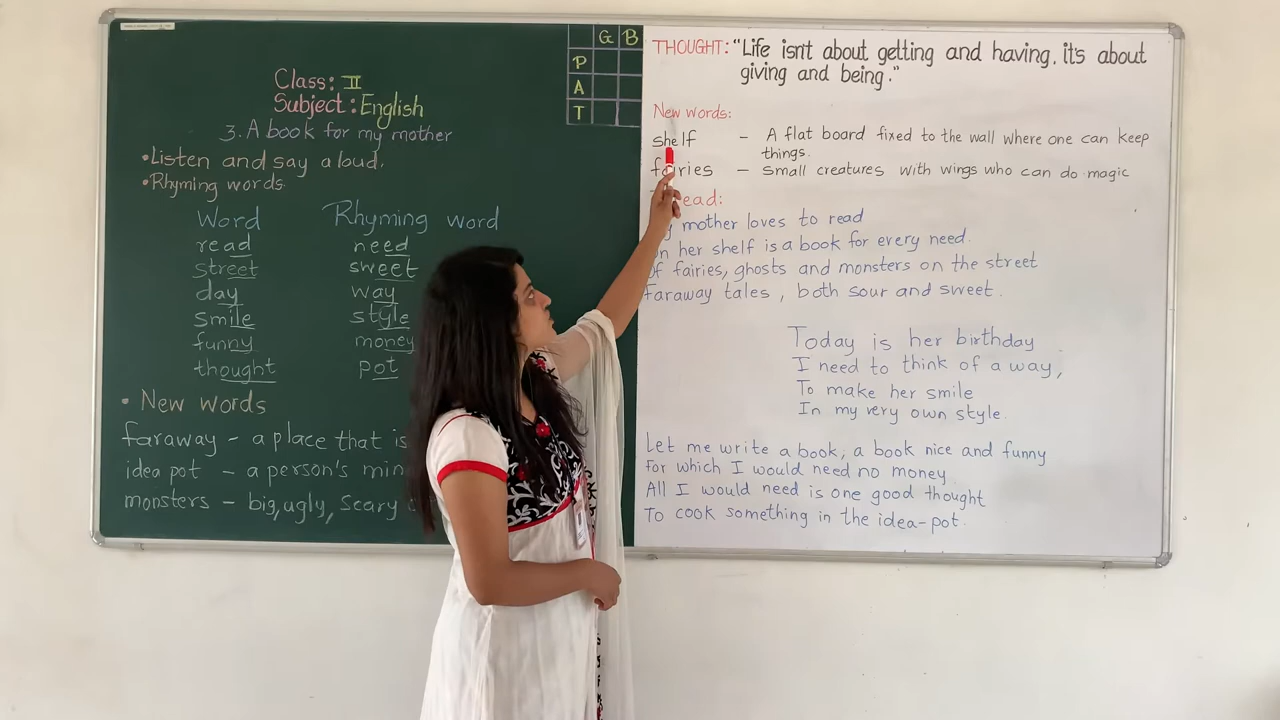 G B
P
A
T
Class: II
Subject: English
3. A book for my mother
• Listen and say aloud.
• Rhyming words.
Word Rhyming word
read need
street sweet
day way
smile style
funny money
thought pot
• New words
faraway - a place that is
idea pot - a person's
monsters - big, ugly, scary
THOUGHT: "Life isnt about getting and having, it's about
giving and being."
New words:
shelf - A flat board fixed to the wall where one can keep
things.
fairies - Small creatures with wings who can do magic
ead:
mother loves to read
her shelf is a book for every need.
of fairies, ghosts and monsters on the street
Faraway tales, both sour and sweet.
Today is her birthday
I need to think of a way,
To make her smile
In my very own style.
Let me write a book, a book nice and funny
For which I would need no money
All I would need is one good thought
To cook something in the idea-pot.